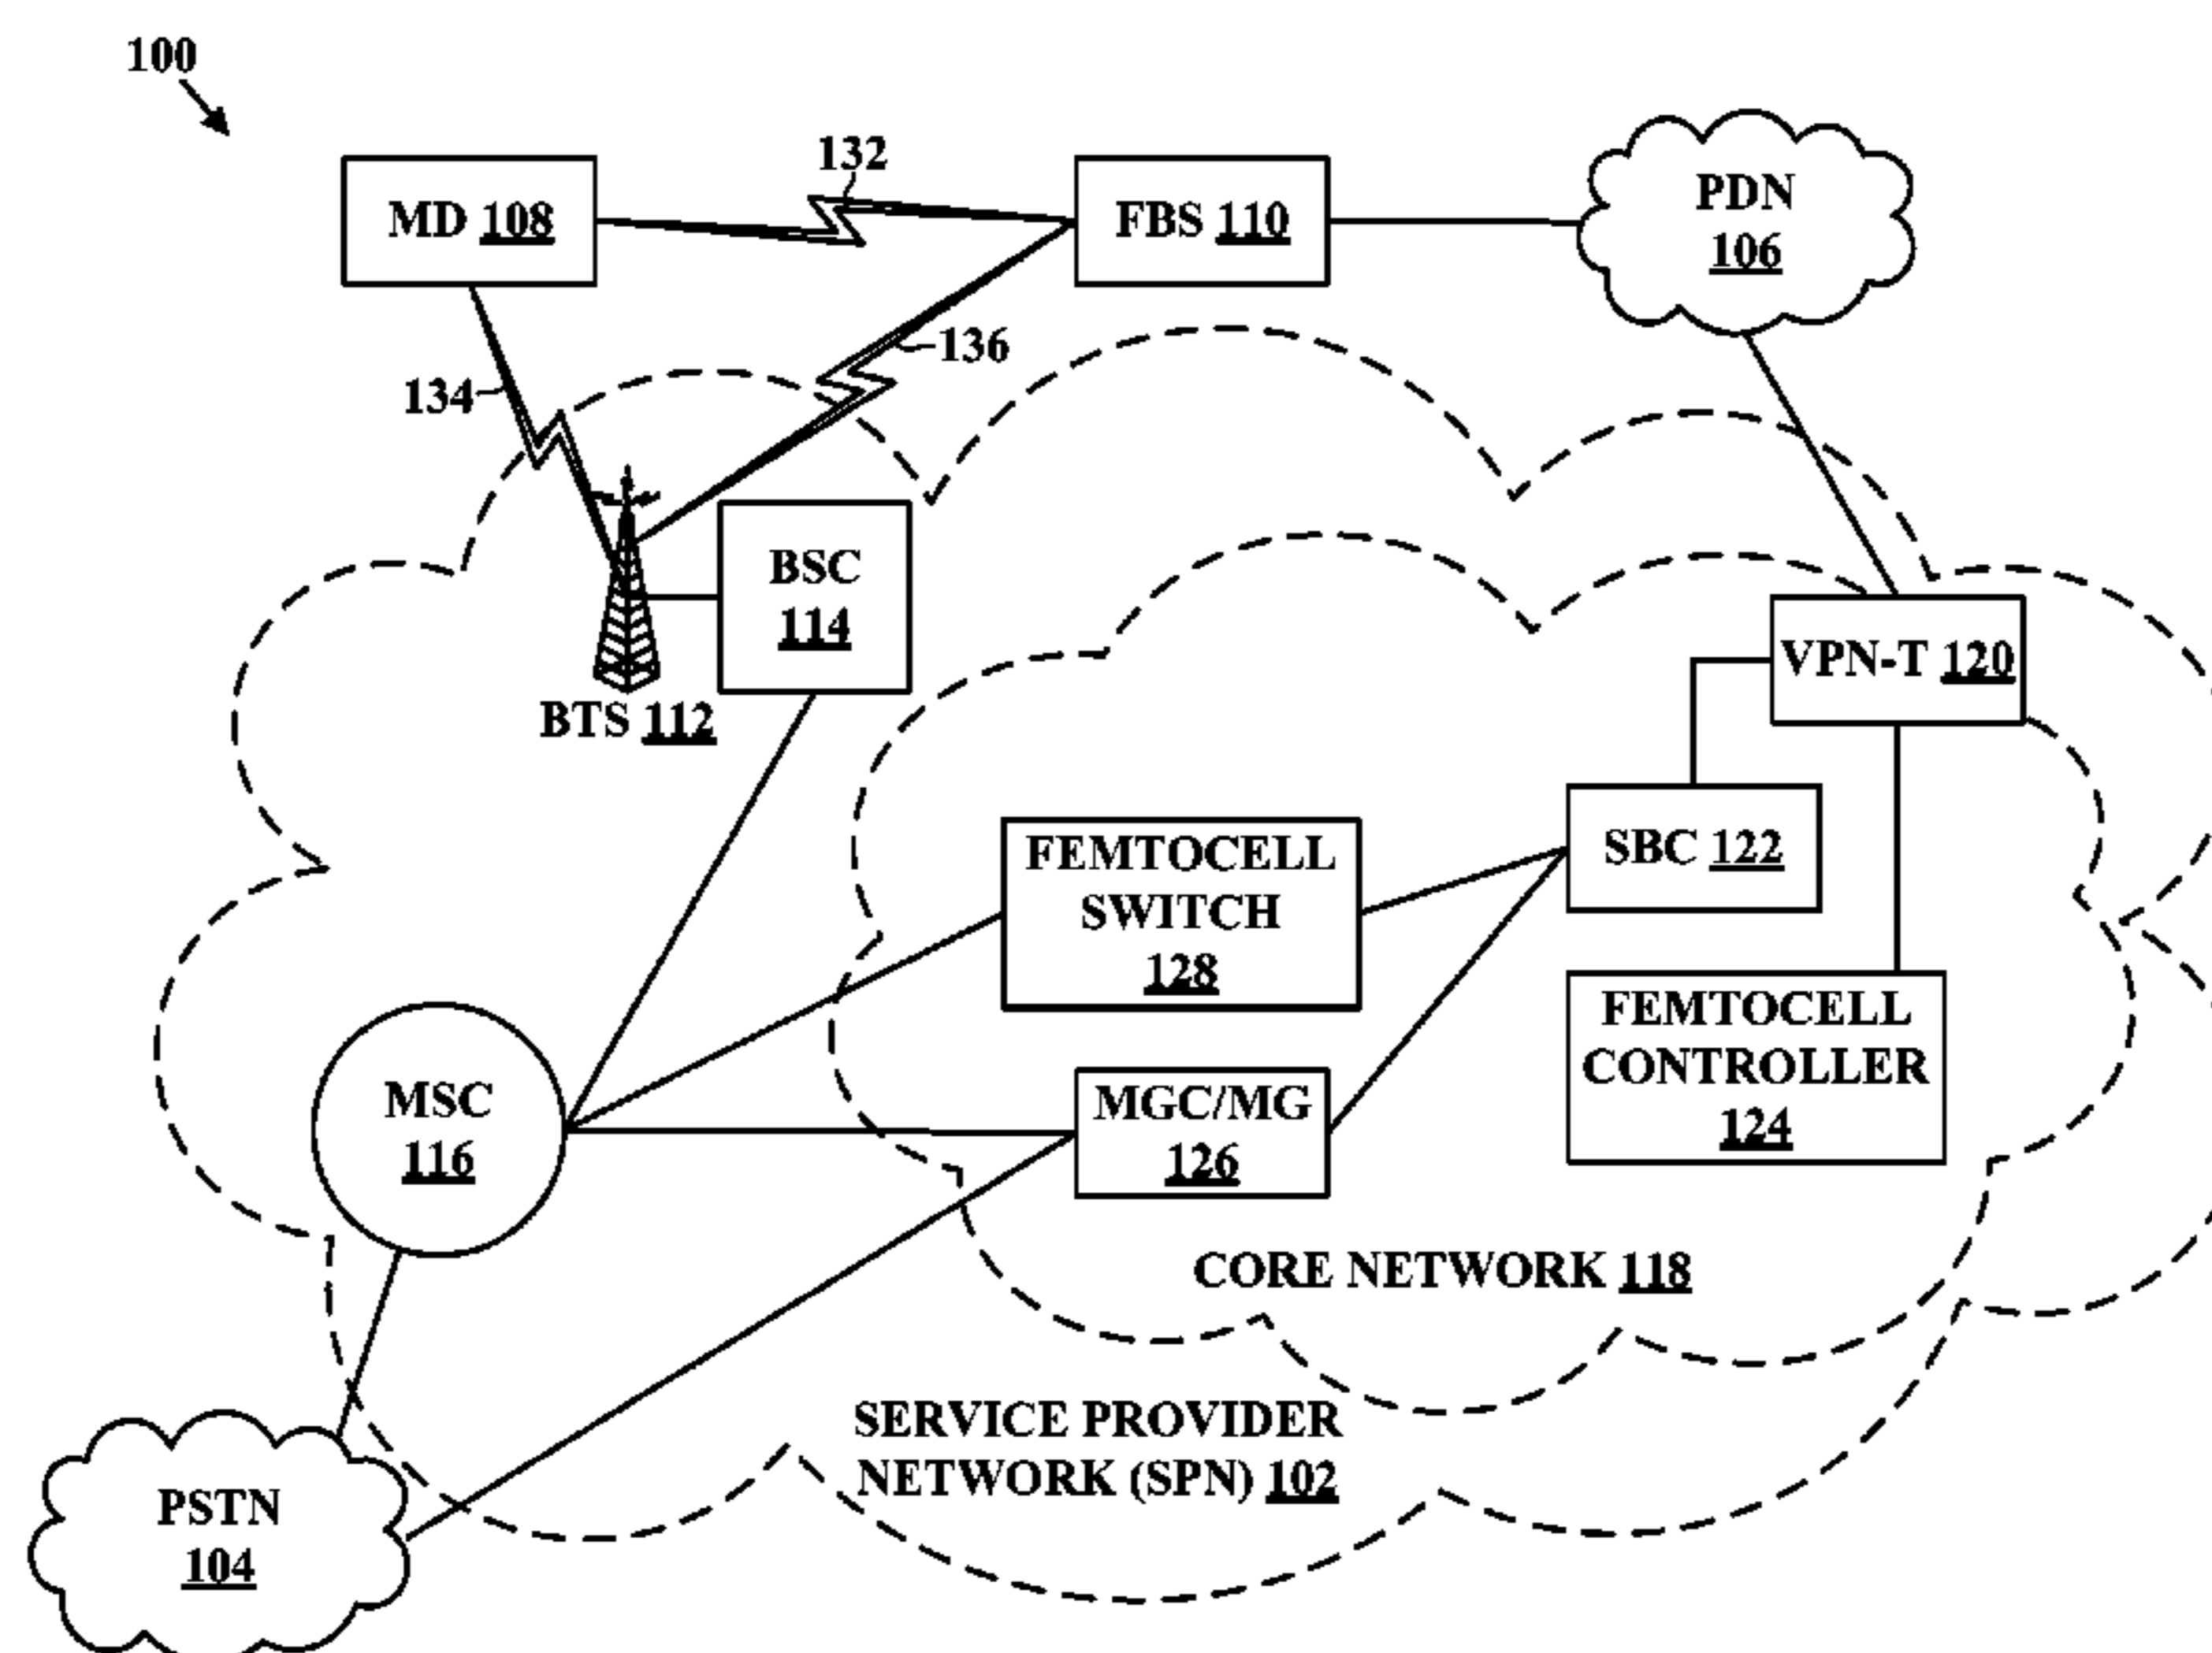 100
132
MD 108
FBS 110
PDN
106
136
134
BSC
114
BTS 112
VPN-T 120
SBC 122
FEMTOCELL
SWITCH
128
FEMTOCELL
CONTROLLER
124
MSC
116
MGC/MG
126
CORE NETWORK 118
SERVICE PROVIDER
NETWORK (SPN) 102
PSTN
104